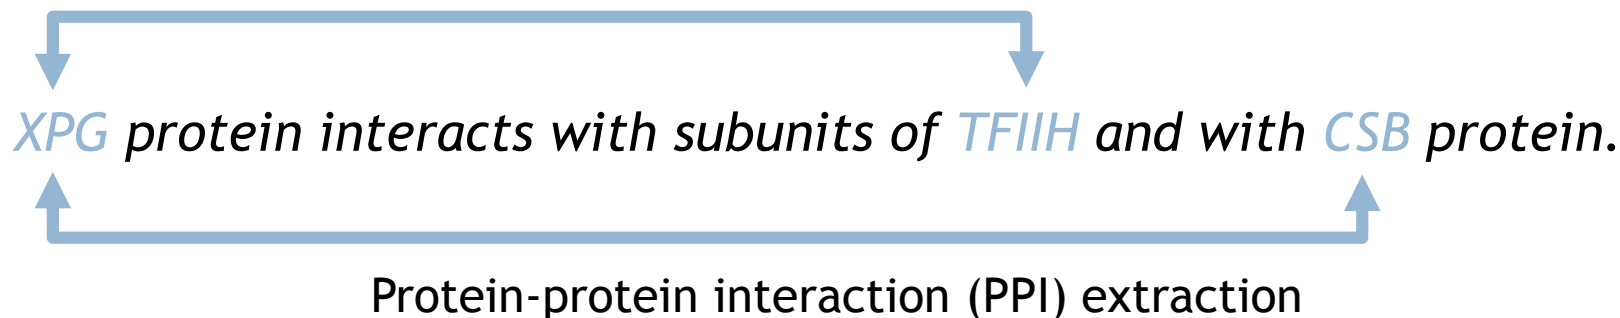 XPG protein interacts with subunits of TFIIH and with CSB protein.
Protein-protein interaction (PPI) extraction